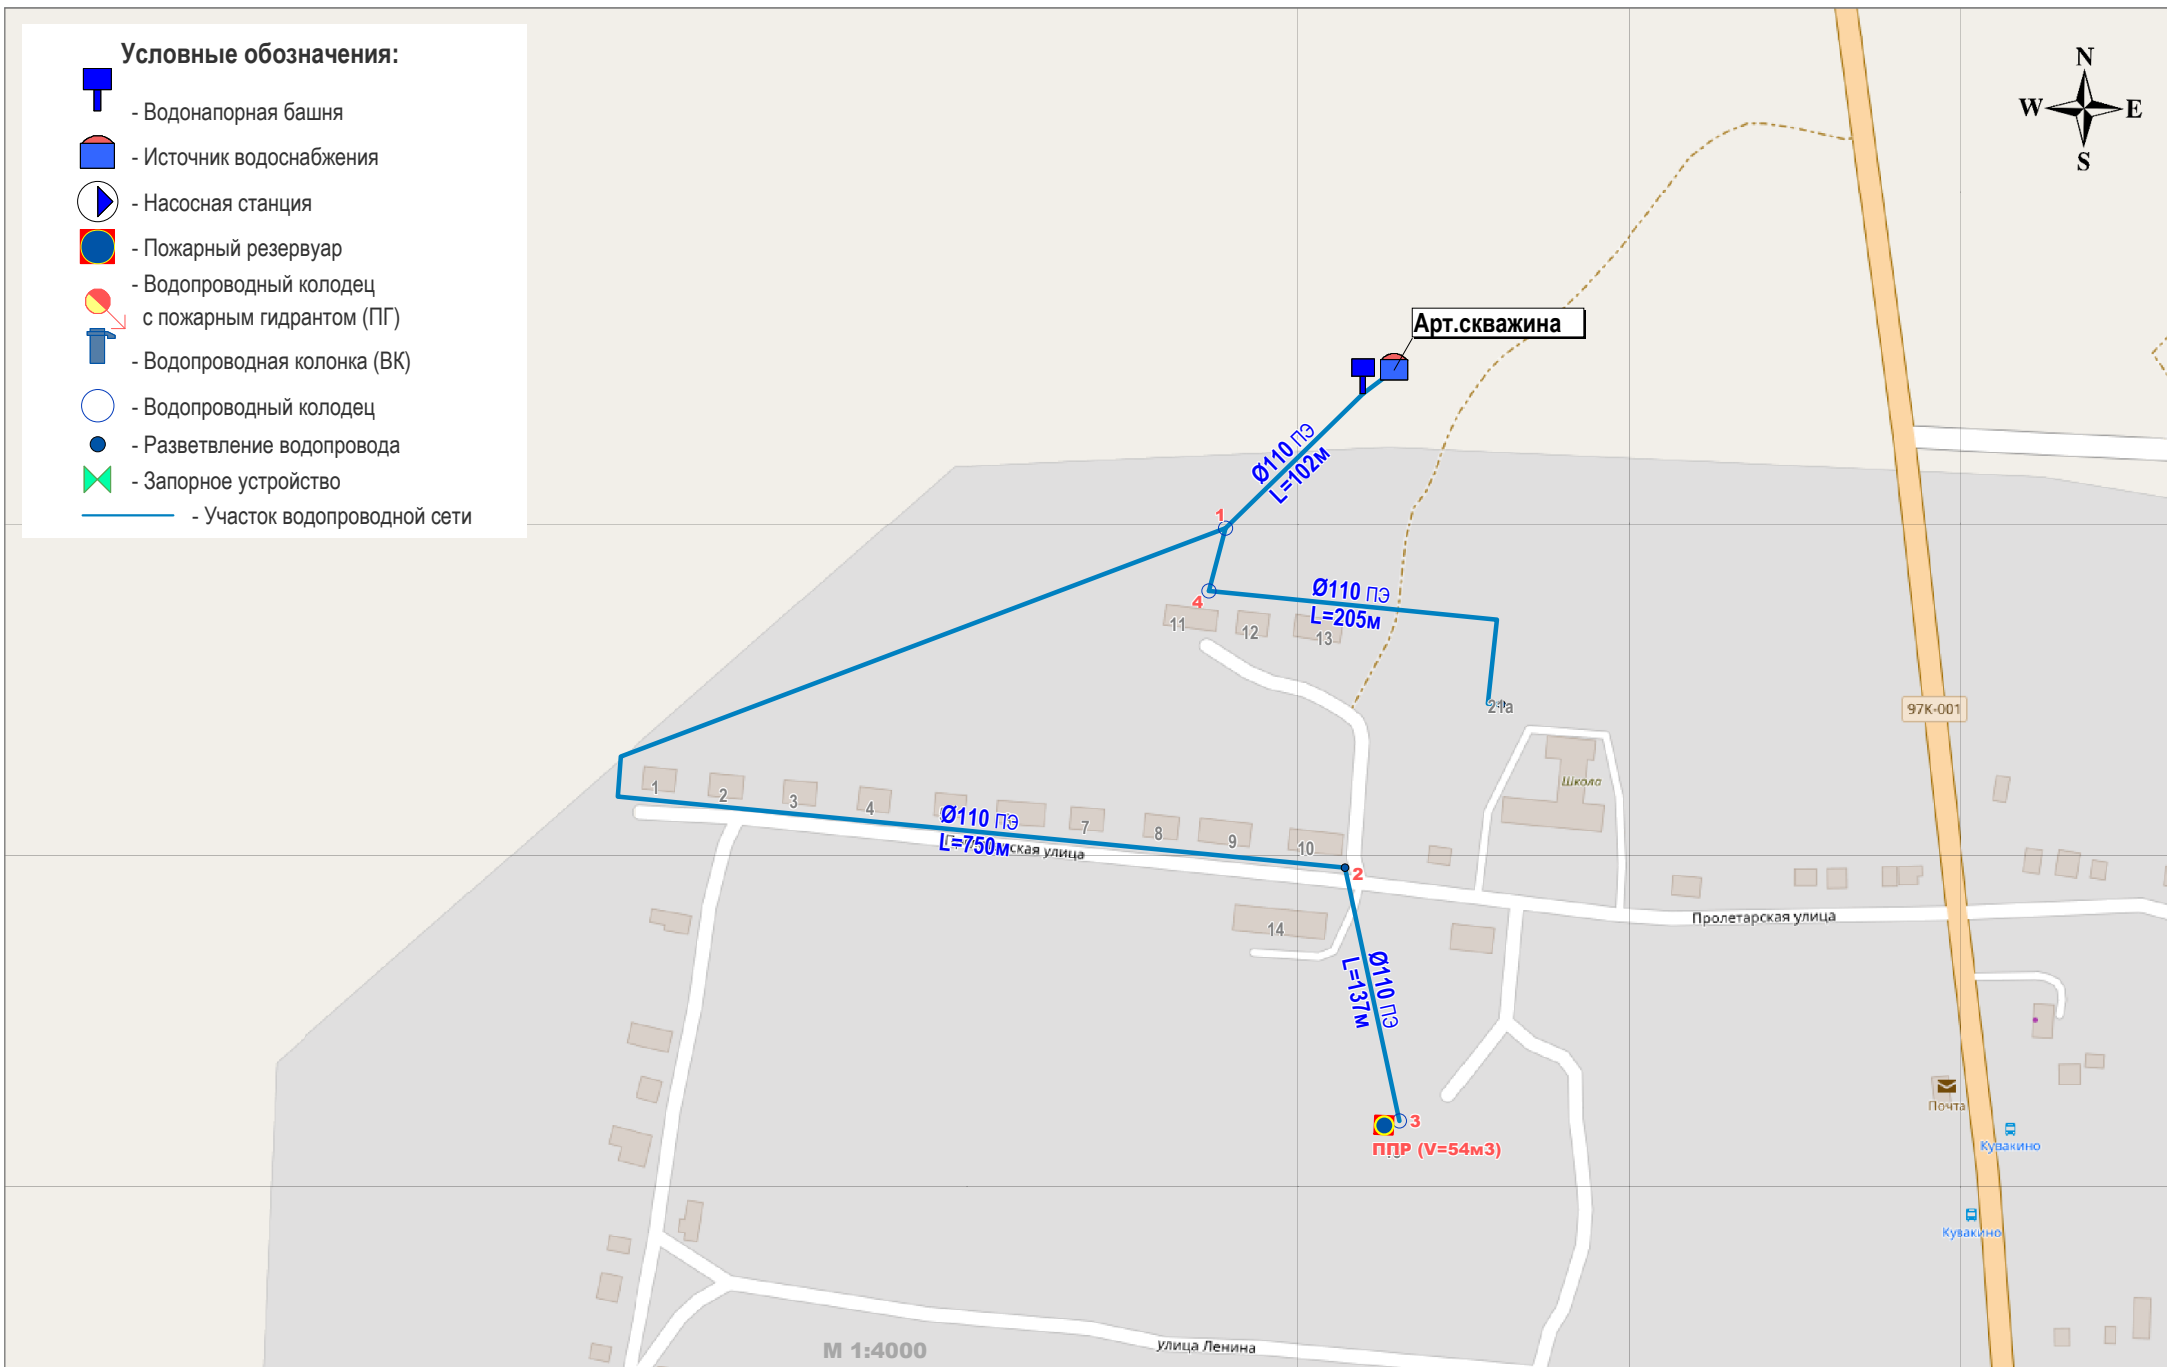 Условные обозначения:
- Водонапорная башня
- Источник водоснабжения
- Насосная станция
- Пожарный резервуар
- Водопроводный колодец
с пожарным гидрантом (ПГ)
- Водопроводная колонка (ВК)
- Водопроводный колодец
- Разветвление водопровода
- Запорное устройство
- Участок водопроводной сети
N
W
E
S
Арт.скважина
Ø110 ПЭ
L=102м
1
4
Ø110 ПЭ
L=205м
11
12
13
21а
97К-001
Школа
1
2
3
4
7
8
9
10
Ø110 ПЭ
L=750м
ская улица
2
Пролетарская улица
14
Ø110 ПЭ
L=137м
3
ППР (V=54м3)
Почта
Кувакино
Кувакино
М 1:4000
улица Ленина